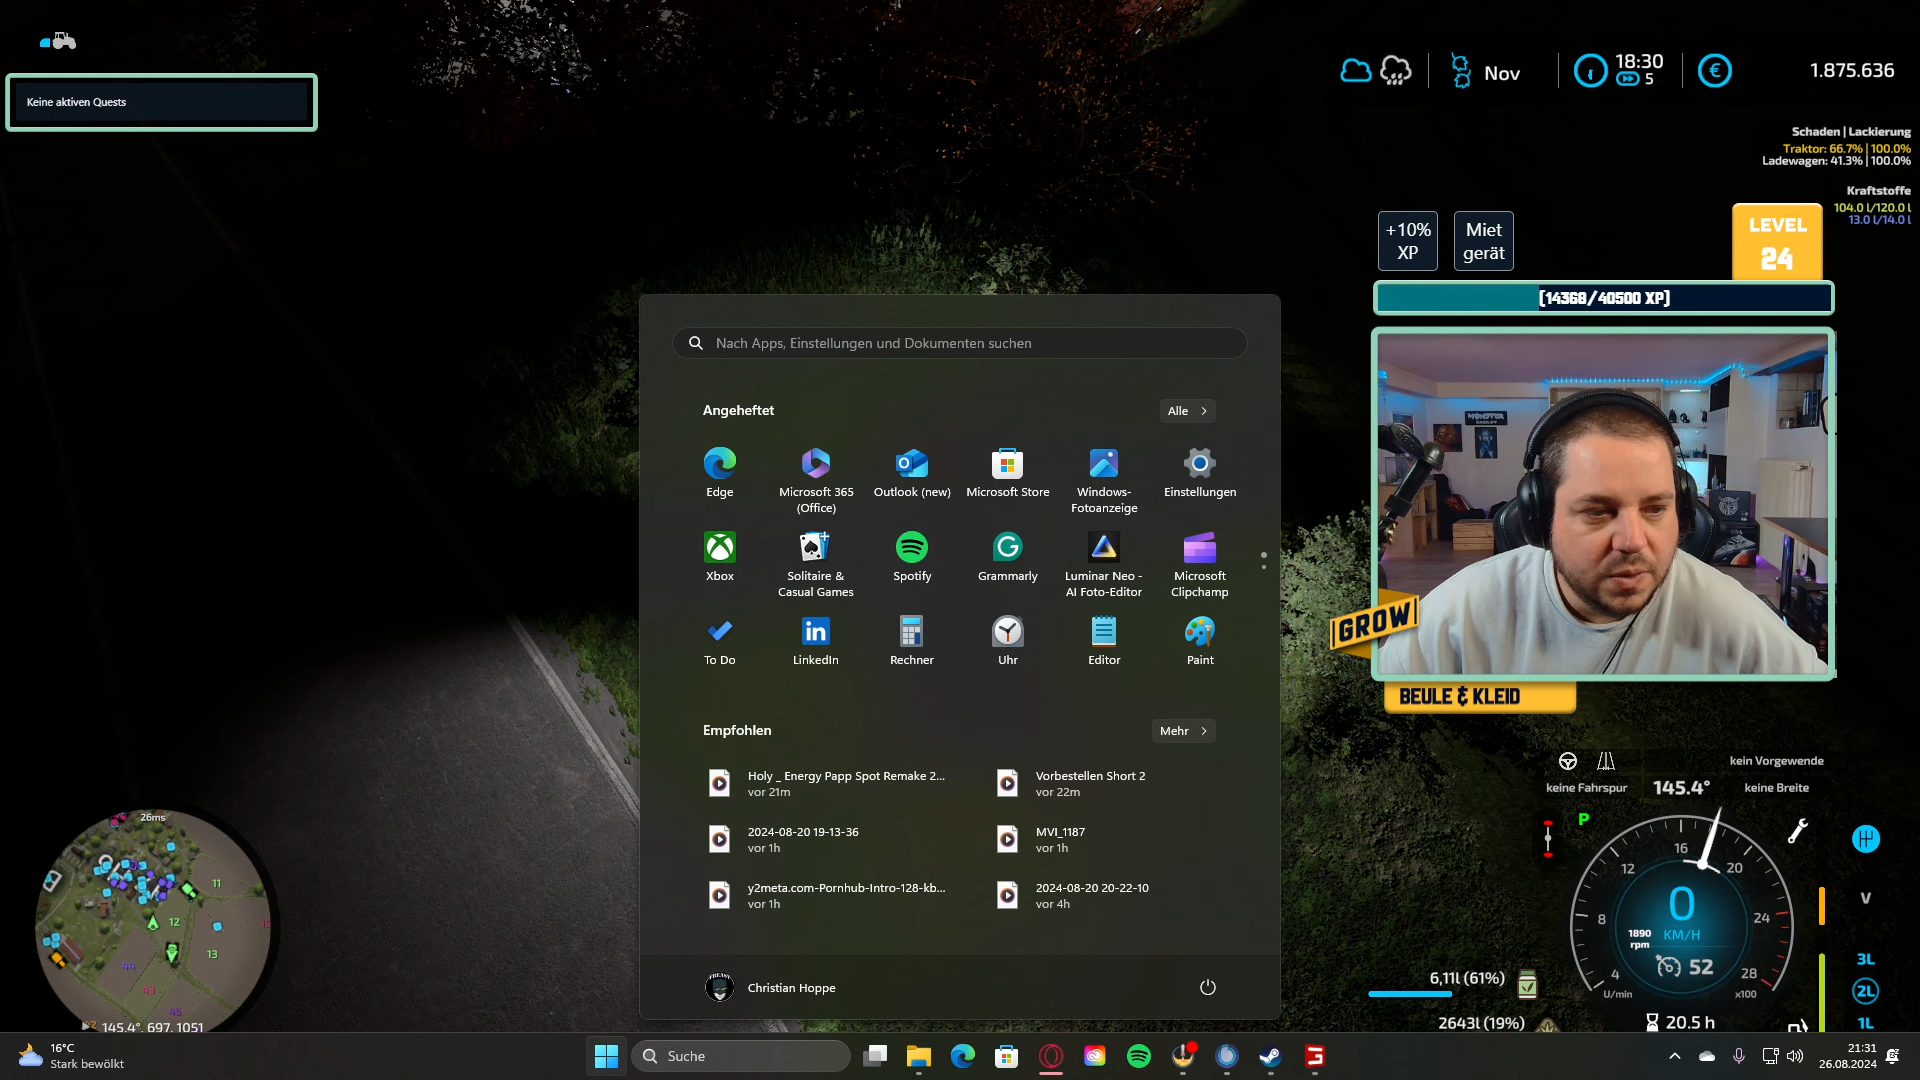 Keine aktiven Quests
Nov
18:30
5
1.875.636
Schaden | Lackierung
Traktor: 66.7% | 100.0%
Ladewagen: 41.3% | 100.0%
Kraftstoffe
104.0 l/120.0 l
13.0 l/14.0 l
+10%
XP
Miet
gerät
LEVEL
24
[14368/40500 XP]
Nach Apps, Einstellungen und Dokumenten suchen
Angeheftet
Alle
Edge
Microsoft 365
(Office)
Outlook (new)
Microsoft Store
Windows-
Fotoanzeige
Einstellungen
Xbox
Solitaire &
Casual Games
Spotify
Grammarly
Luminar Neo -
AI Foto-Editor
Microsoft
Clipchamp
To Do
LinkedIn
Rechner
Uhr
Editor
Paint
Empfohlen
Mehr
Holy _ Energy Papp Spot Remake 2...
vor 21m
Vorbestellen Short 2
vor 22m
2024-08-20 19-13-36
vor 1h
MVI_1187
vor 1h
y2meta.com-Pornhub-Intro-128-kb...
vor 1h
2024-08-20 20-22-10
vor 4h
Christian Hoppe
MONSTER
GROW
BEULE & KLEID
kein Vorgewende
keine Fahrspur
145.4°
keine Breite
P
4
8
12
16
20
24
28
0
KM/H
1890
rpm
52
U/min
x100
V
3L
2L
1L
6,11l (61%)
2643l (19%)
20.5 h
26ms
11
12
13
44
43
45
145.4°, 697, 1051
16°C
Stark bewölkt
Suche
21:31
26.08.2024